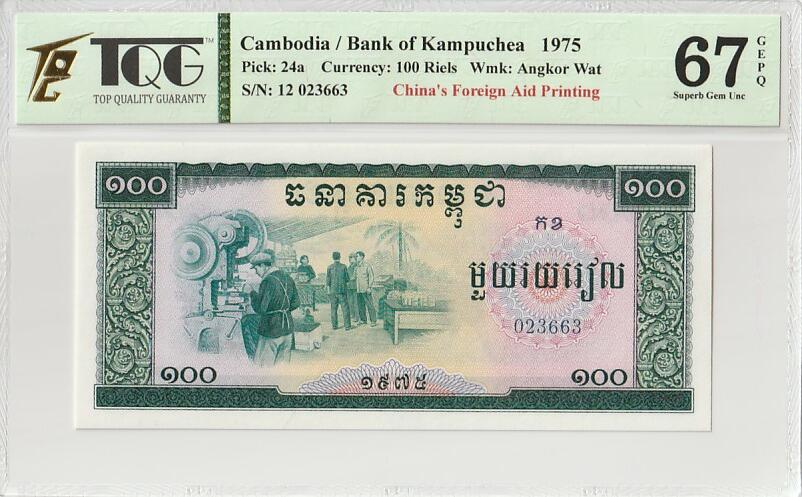 TQG™
TOP QUALITY GUARANTY
Cambodia / Bank of Kampuchea 1975
Pick: 24a Currency: 100 Riels Wmk: Angkor Wat
S/N: 12 023663 China's Foreign Aid Printing
67 GEPQ
Superb Gem Unc
១០០ ១០០
ធនាគារកម្ពុជា
កខ
មួយរយរៀល
023663
១០០ ១៩៧៥ ១០០